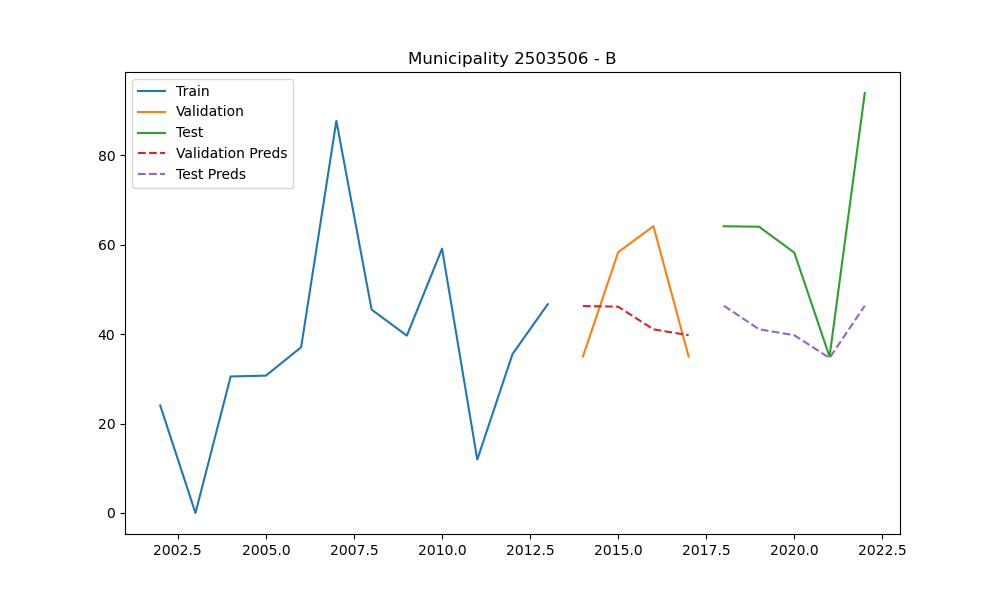 Municipality 2503506 - B
Train
Validation
Test
Validation Preds
Test Preds
80
60
40
20
0
2002.5 2005.0 2007.5 2010.0 2012.5 2015.0 2017.5 2020.0 2022.5